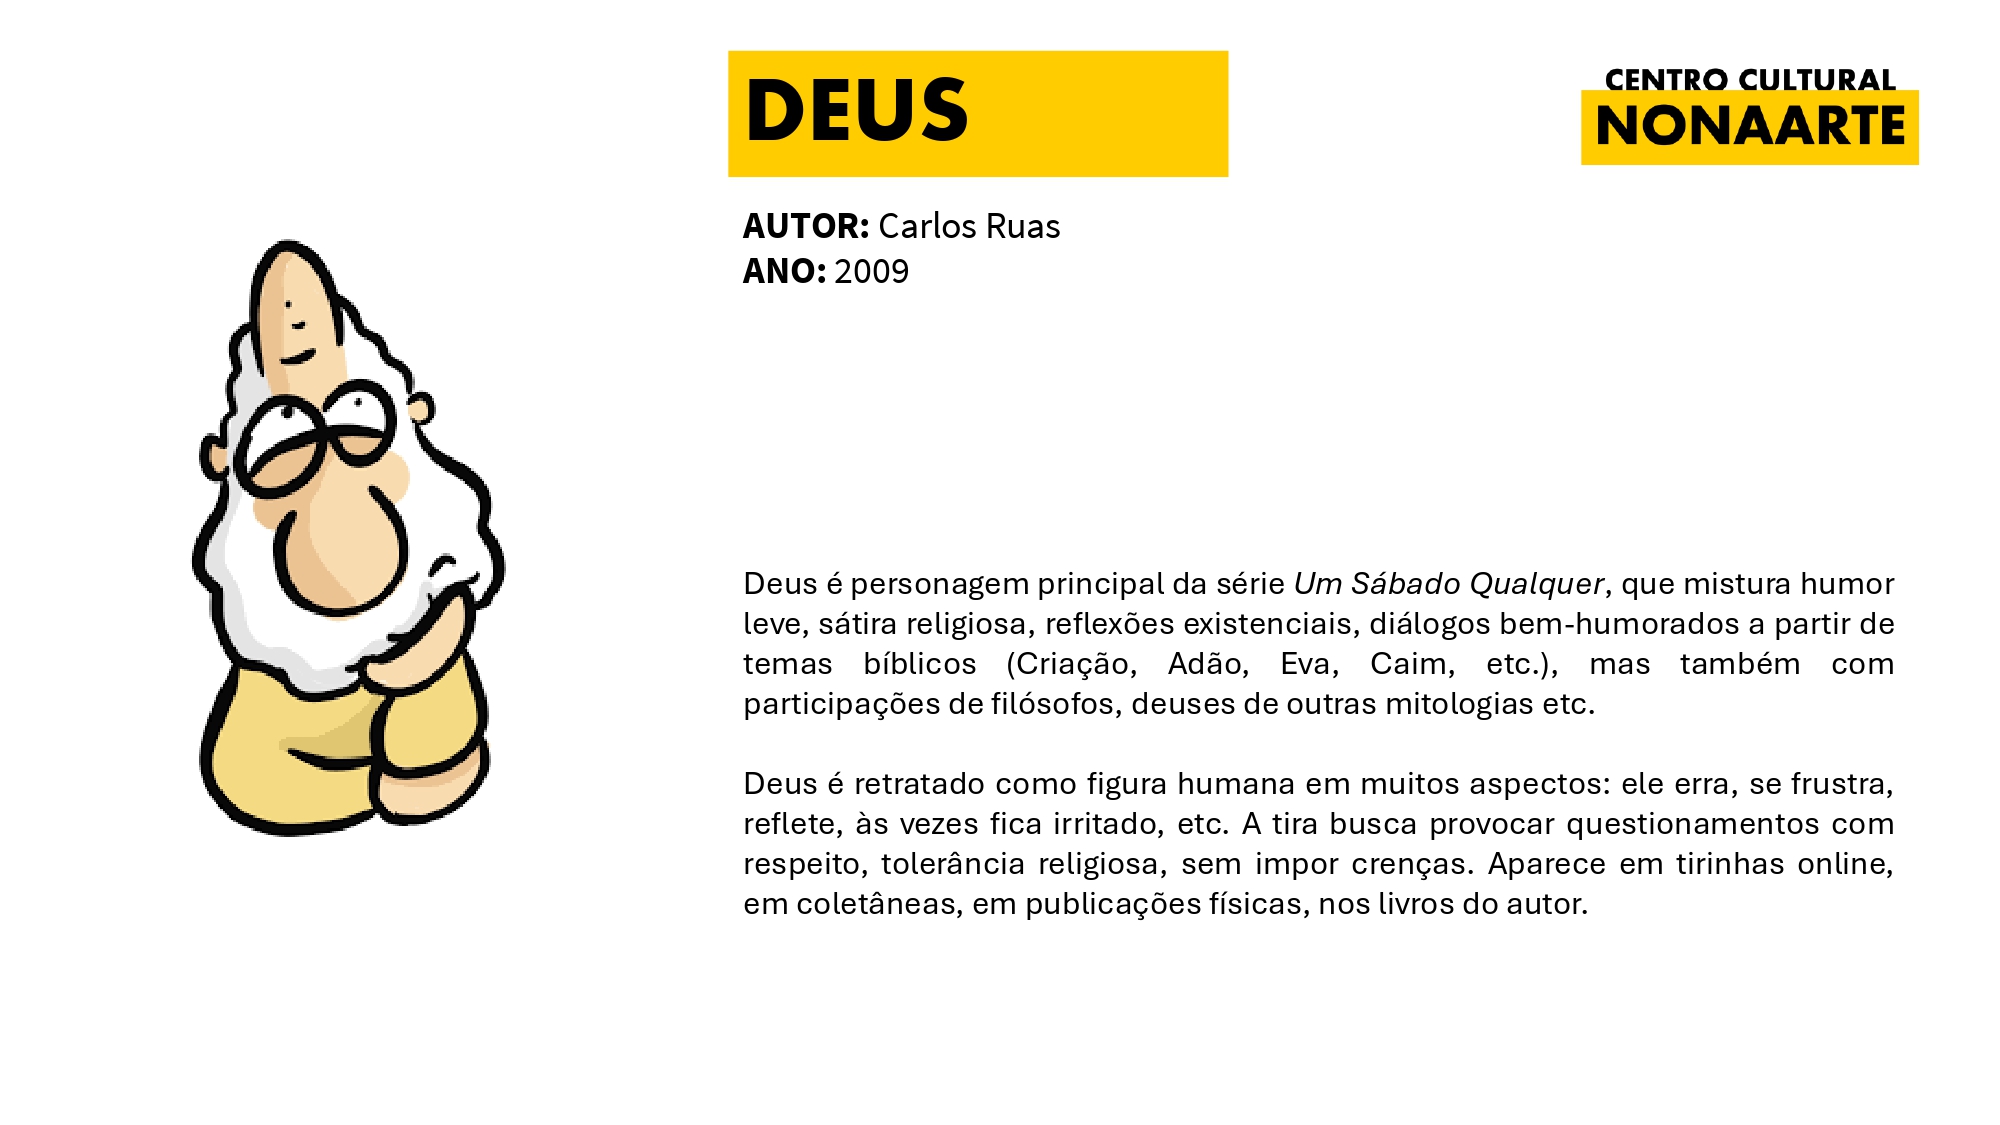 DEUS
CENTRO CULTURAL
NONAARTE
AUTOR: Carlos Ruas
ANO: 2009
Deus é personagem principal da série Um Sábado Qualquer, que mistura humor
leve, sátira religiosa, reflexões existenciais, diálogos bem-humorados a partir de
temas bíblicos (Criação, Adão, Eva, Caim, etc.), mas também com
participações de filósofos, deuses de outras mitologias etc.
Deus é retratado como figura humana em muitos aspectos: ele erra, se frustra,
reflete, às vezes fica irritado, etc. A tira busca provocar questionamentos com
respeito, tolerância religiosa, sem impor crenças. Aparece em tirinhas online,
em coletâneas, em publicações físicas, nos livros do autor.